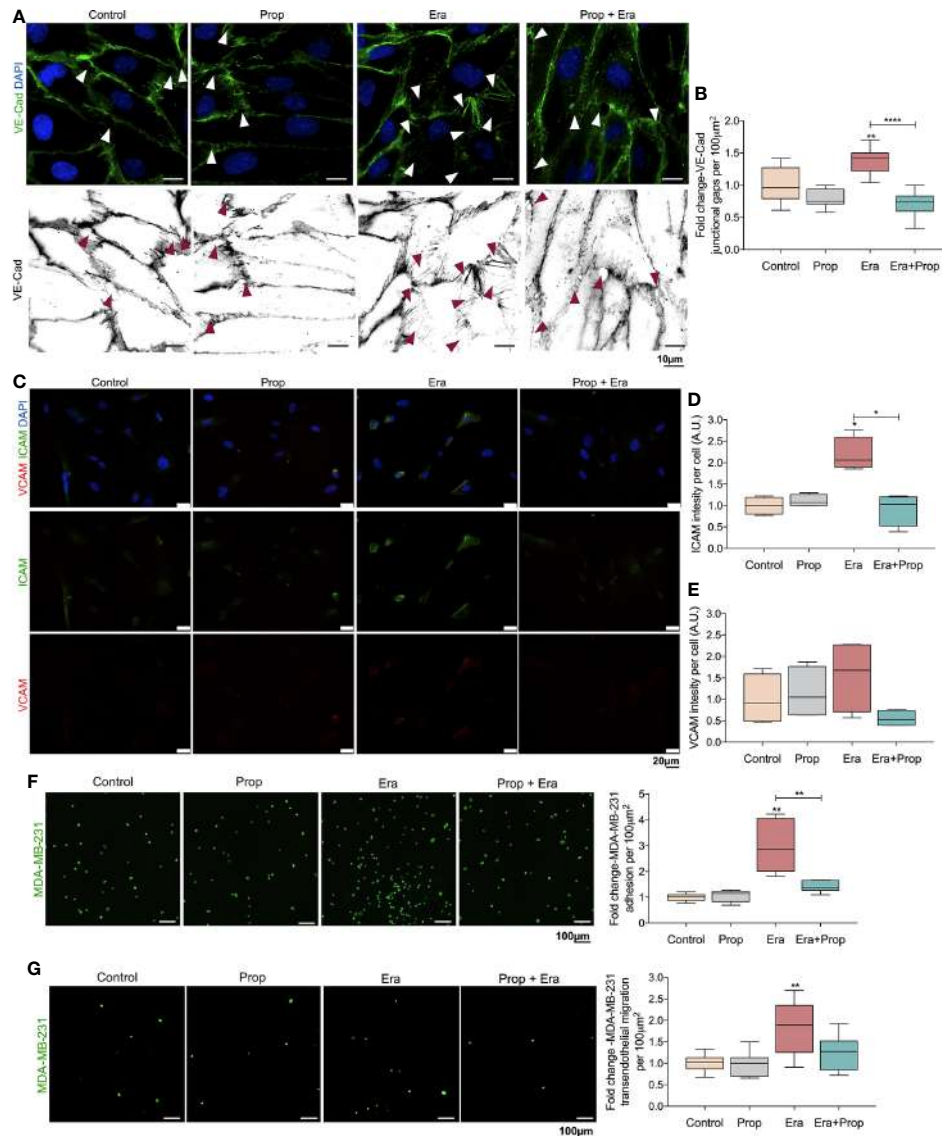 A
Control
Prop
Era
Prop + Era
VE-Cad DAPI
VE-Cad
10µm
B
Fold change-VE-Cad
junctional gaps per 100µm²
2.0
1.5
1.0
0.5
0.0
**
****
Control
Prop
Era
Era+Prop
C
Control
Prop
Era
Prop + Era
VCAM ICAM DAPI
ICAM
VCAM
20µm
D
ICAM intesity per cell (A.U.)
3.0
2.5
2.0
1.5
1.0
0.5
0.0
*
*
Control
Prop
Era
Era+Prop
E
VCAM intesity per cell (A.U.)
3.0
2.5
2.0
1.5
1.0
0.5
0.0
Control
Prop
Era
Era+Prop
F
Control
Prop
Era
Prop + Era
MDA-MB-231
100µm
Fold change-MDA-MB-231
adhesion per 100µm²
5
4
3
2
1
0
**
**
Control
Prop
Era
Era+Prop
G
Control
Prop
Era
Prop + Era
MDA-MB-231
100µm
Fold change -MDA-MB-231
transendothelial migration
per 100µm²
3.0
2.5
2.0
1.5
1.0
0.5
0.0
**
Control
Prop
Era
Era+Prop